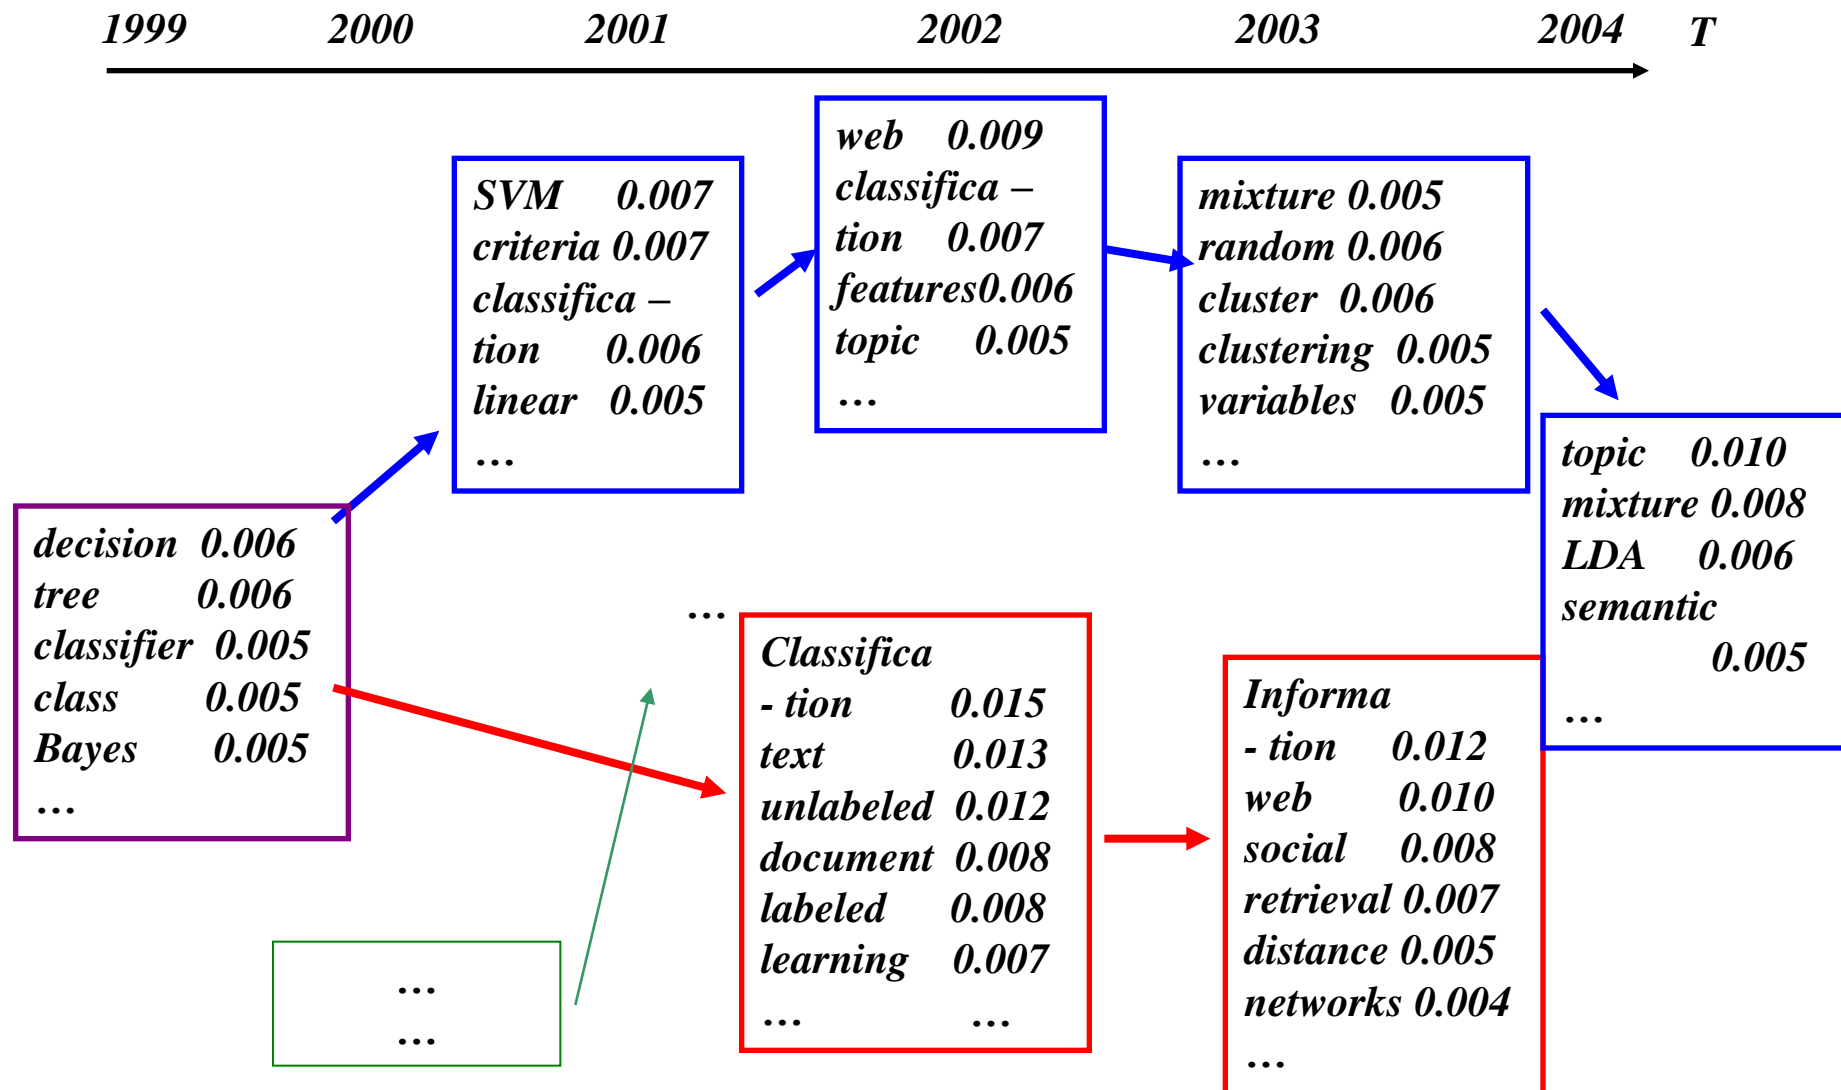 1999 2000 2001 2002 2003 2004 T
decision 0.006
tree 0.006
classifier 0.005
class 0.005
Bayes 0.005
…
SVM 0.007
criteria 0.007
classifica –
tion 0.006
linear 0.005
…
web 0.009
classifica –
tion 0.007
features0.006
topic 0.005
…
mixture 0.005
random 0.006
cluster 0.006
clustering 0.005
variables 0.005
…
topic 0.010
mixture 0.008
LDA 0.006
semantic
0.005
…
…
…
…
Classifica
- tion 0.015
text 0.013
unlabeled 0.012
document 0.008
labeled 0.008
learning 0.007
… …
Informa
- tion 0.012
web 0.010
social 0.008
retrieval 0.007
distance 0.005
networks 0.004
…